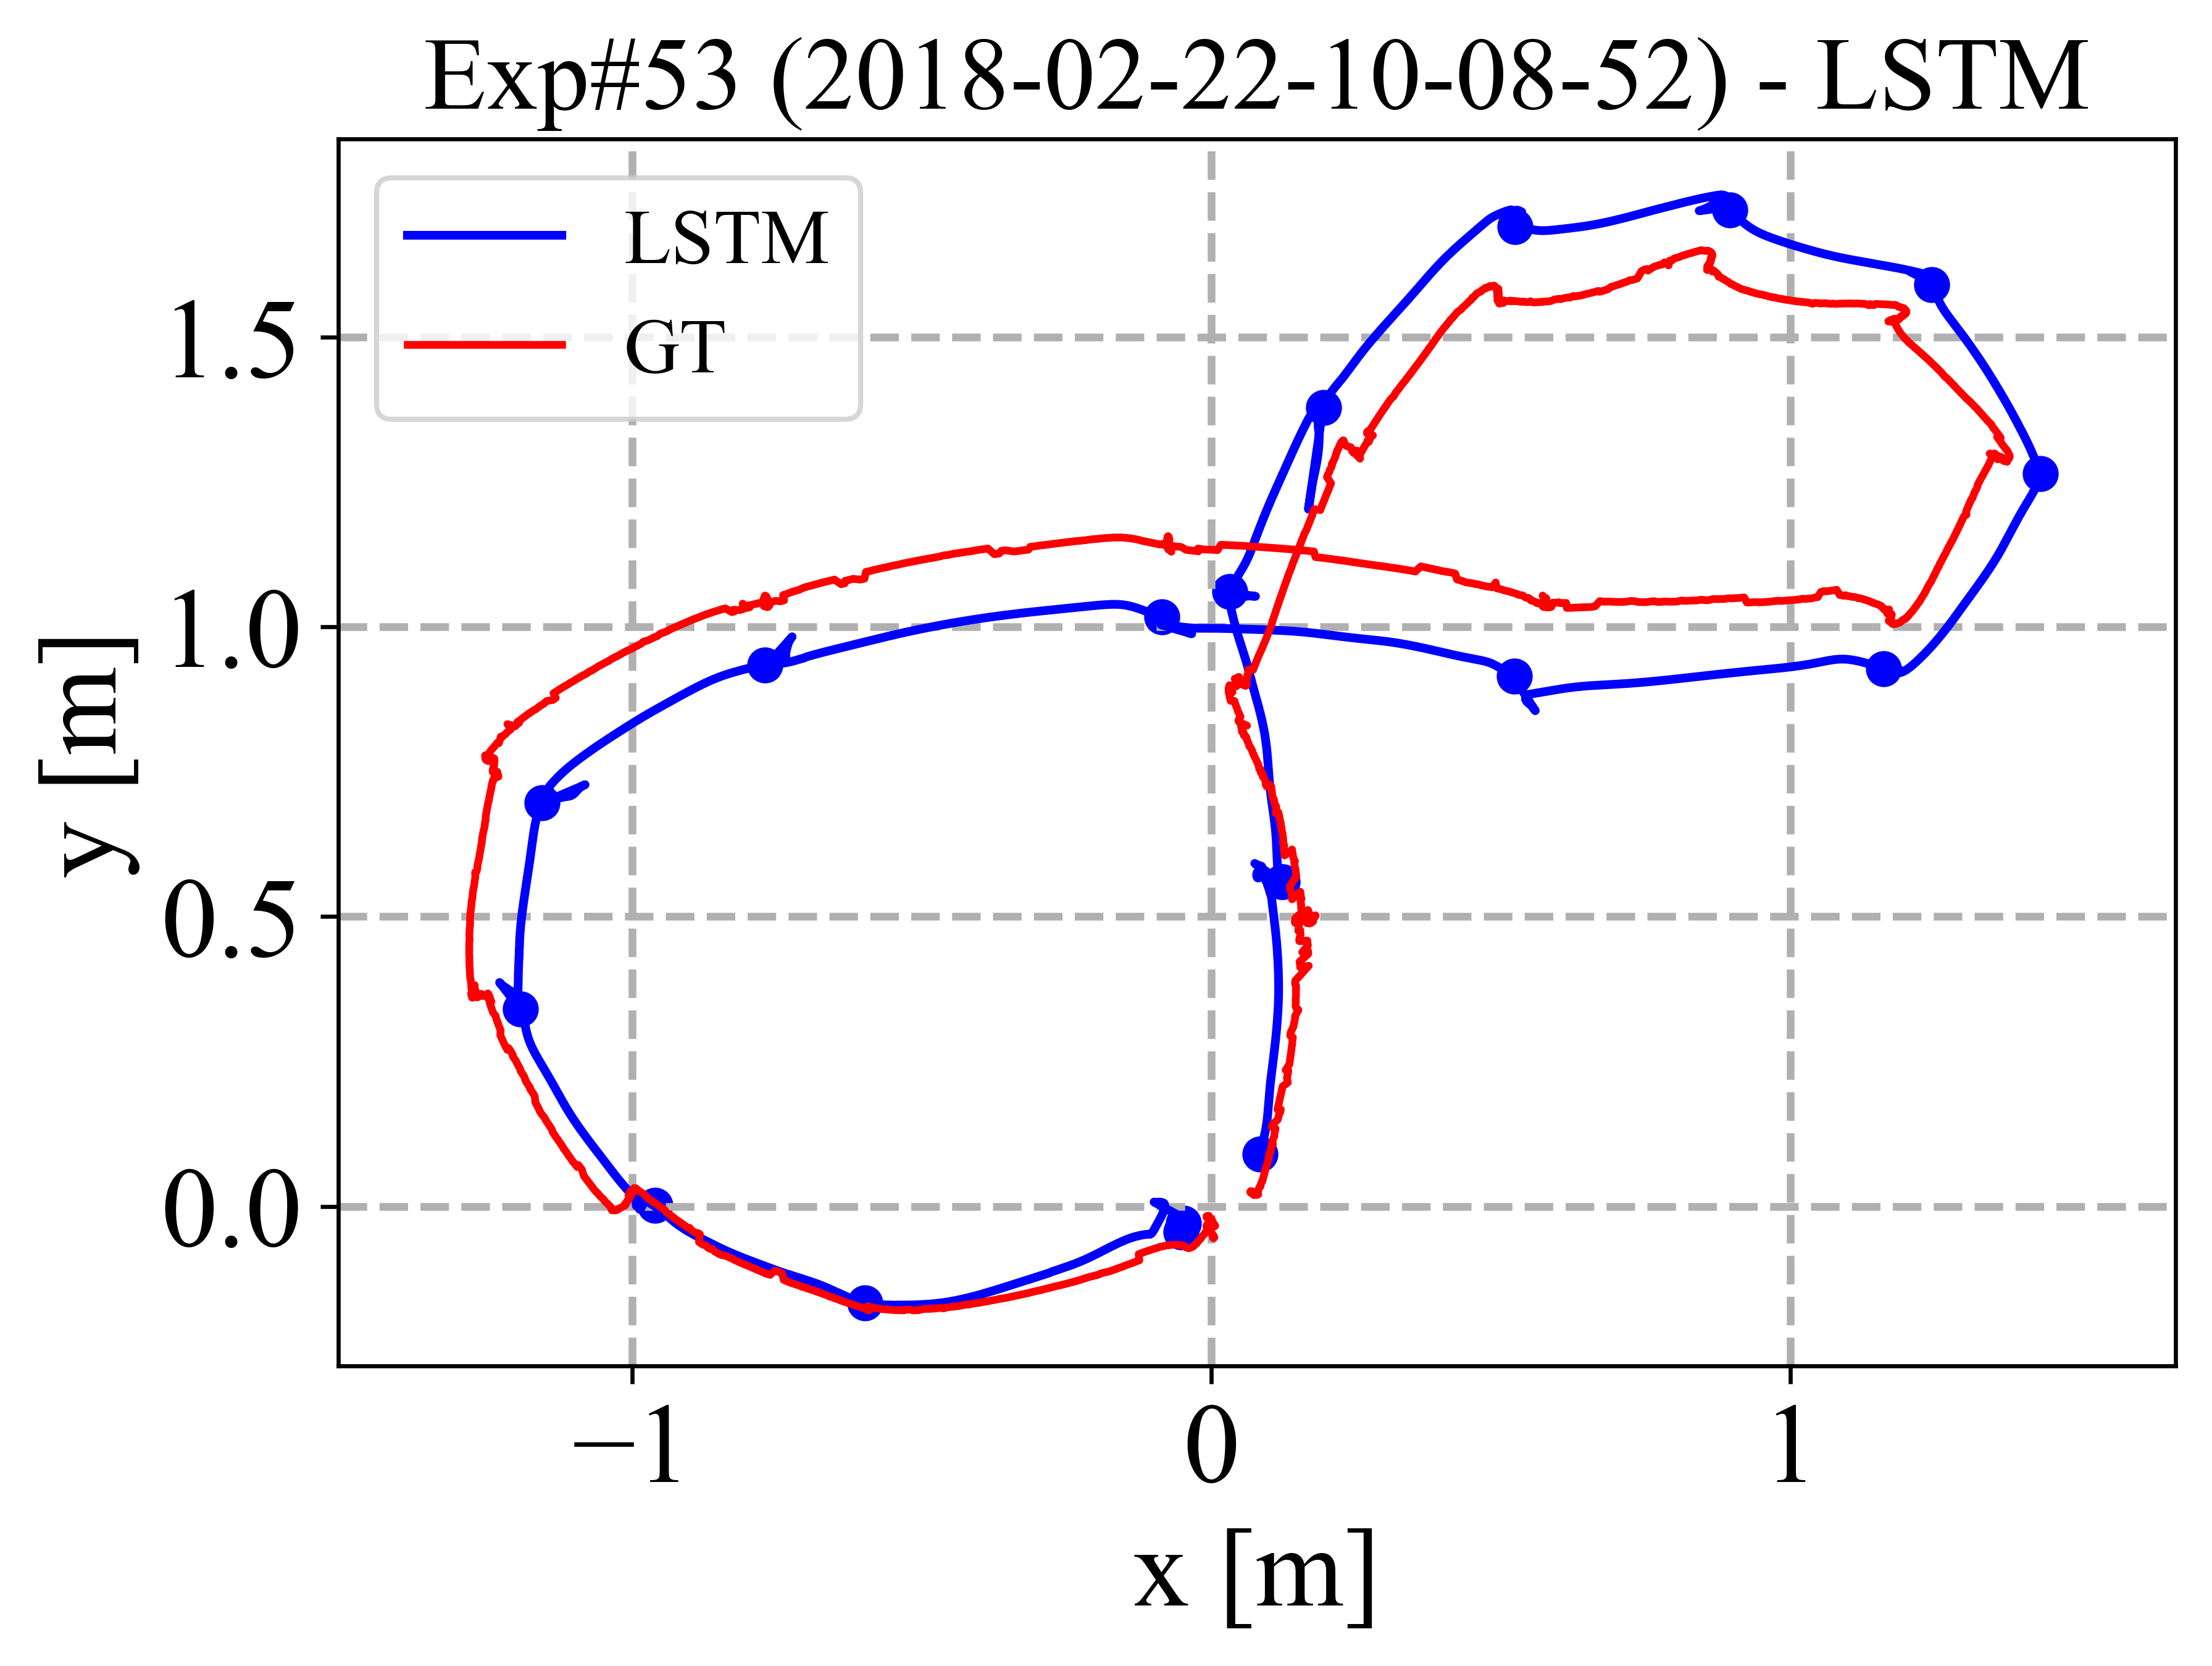 Exp#53 (2018-02-22-10-08-52) - LSTM
LSTM
GT
1.5
1.0
0.5
0.0
y [m]
−1 0 1
x [m]